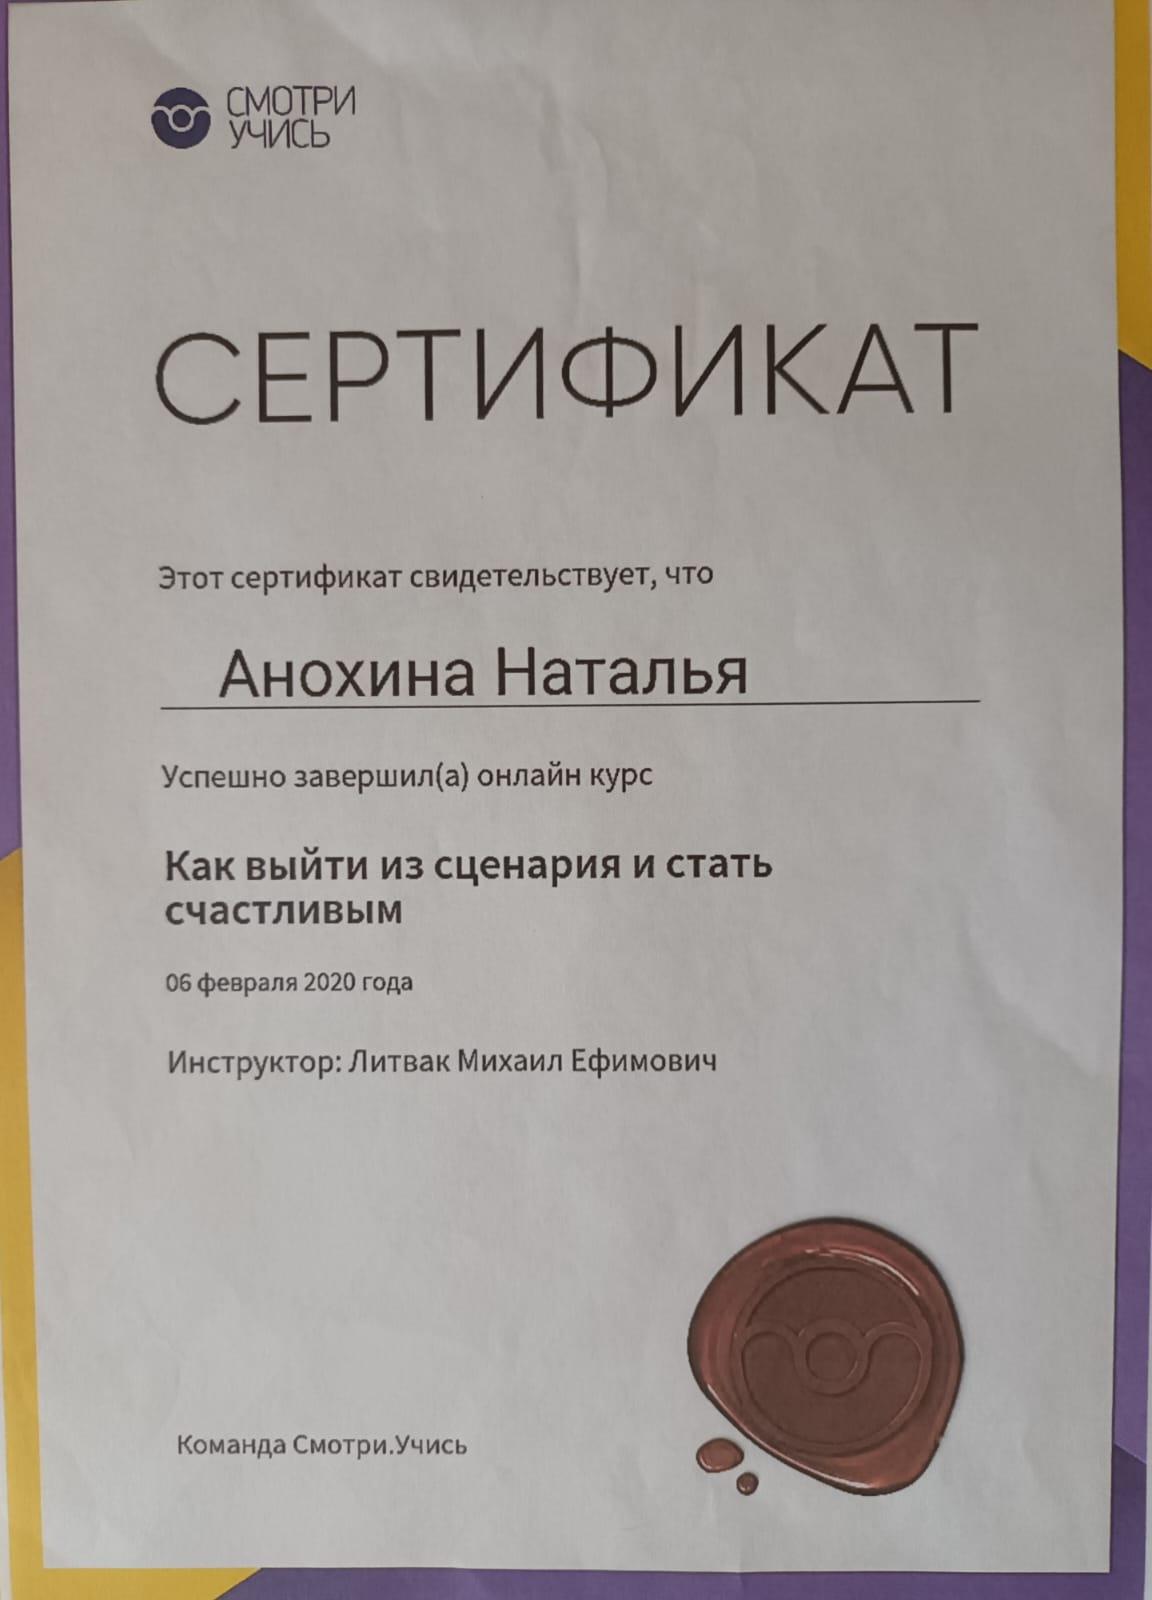 СМОТРИ
УЧИСЬ
СЕРТИФИКАТ
Этот сертификат свидетельствует, что
Анохина Наталья
Успешно завершил(а) онлайн курс
Как выйти из сценария и стать
счастливым
06 февраля 2020 года
Инструктор: Литвак Михаил Ефимович
Команда Смотри.Учись